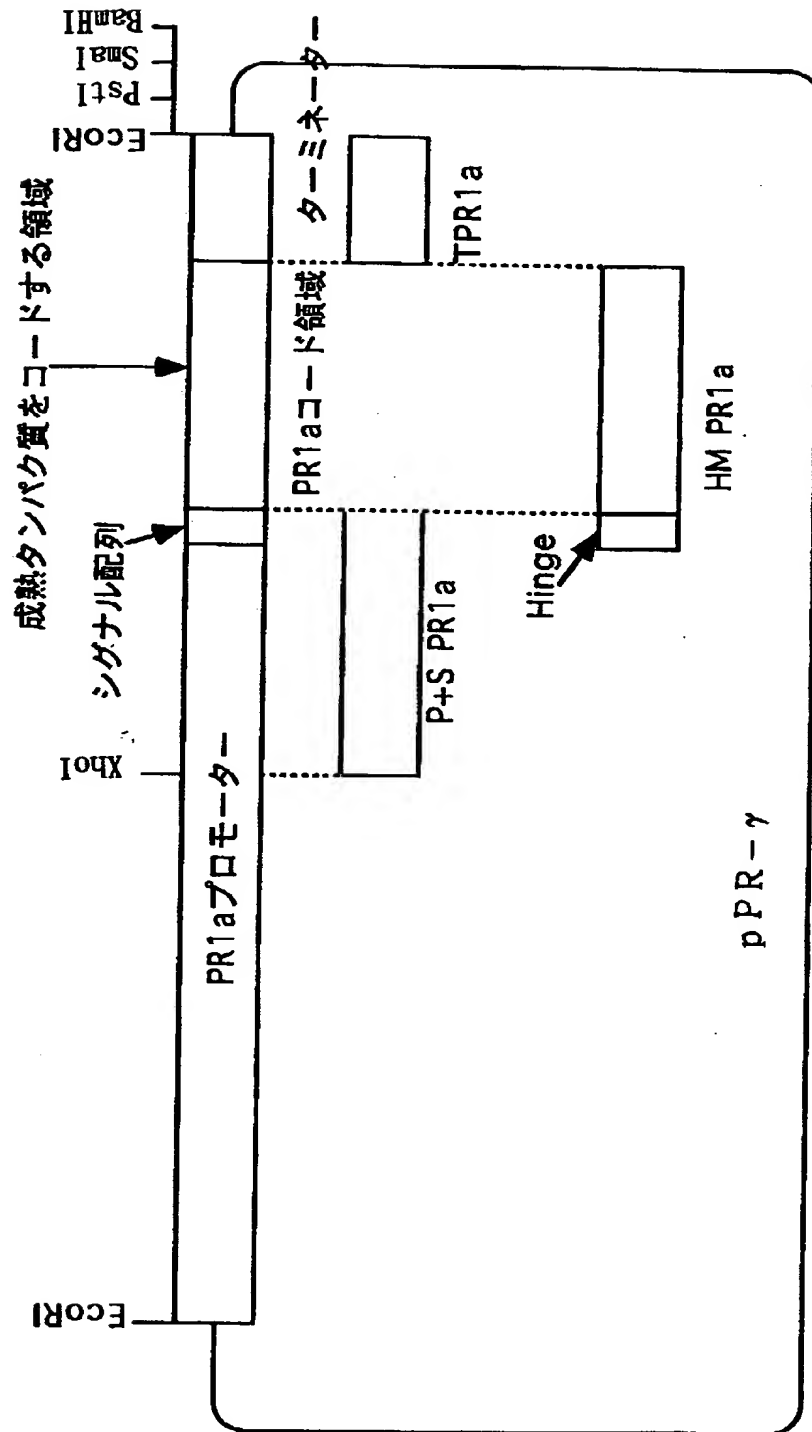 EcoRI
XhoI
EcoRI
PstI
SmaI
BamHI
成熟タンパク質をコードする領域
シグナル配列
PR1aプロモーター
PR1aコード領域
ターミネーター
P+S PR1a
TPR1a
Hinge
HM PR1a
pPR-γ